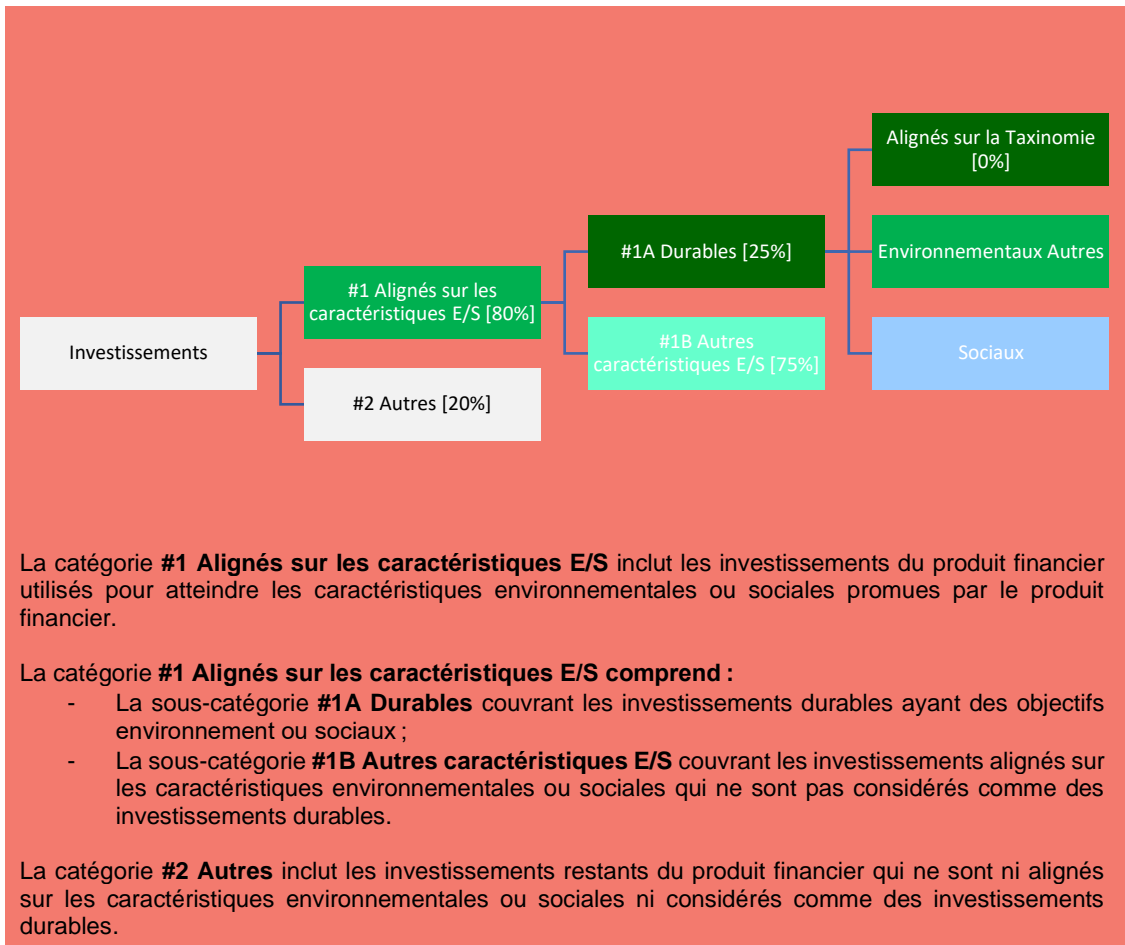 Alignés sur la Taxinomie
[0%]
#1A Durables [25%]
Environnementaux Autres
#1 Alignés sur les
caractéristiques E/S [80%]
Investissements
#1B Autres
caractéristiques E/S [75%]
Sociaux
#2 Autres [20%]
La catégorie #1 Alignés sur les caractéristiques E/S inclut les investissements du produit financier
utilisés pour atteindre les caractéristiques environnementales ou sociales promues par le produit
financier.
La catégorie #1 Alignés sur les caractéristiques E/S comprend :
- La sous-catégorie #1A Durables couvrant les investissements durables ayant des objectifs
environnement ou sociaux ;
- La sous-catégorie #1B Autres caractéristiques E/S couvrant les investissements alignés sur
les caractéristiques environnementales ou sociales qui ne sont pas considérés comme des
investissements durables.
La catégorie #2 Autres inclut les investissements restants du produit financier qui ne sont ni alignés
sur les caractéristiques environnementales ou sociales ni considérés comme des investissements
durables.